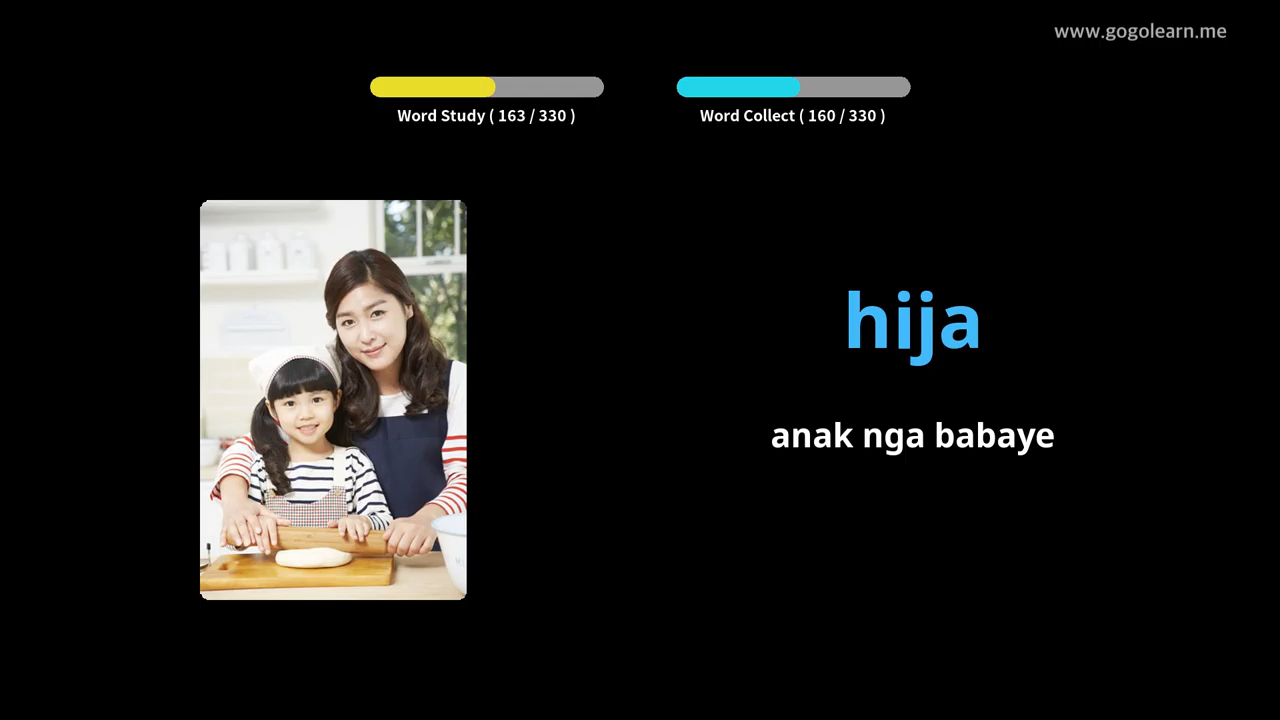 www.gogolearn.me
Word Study ( 163 / 330 )
Word Collect ( 160 / 330 )
hija
anak nga babaye